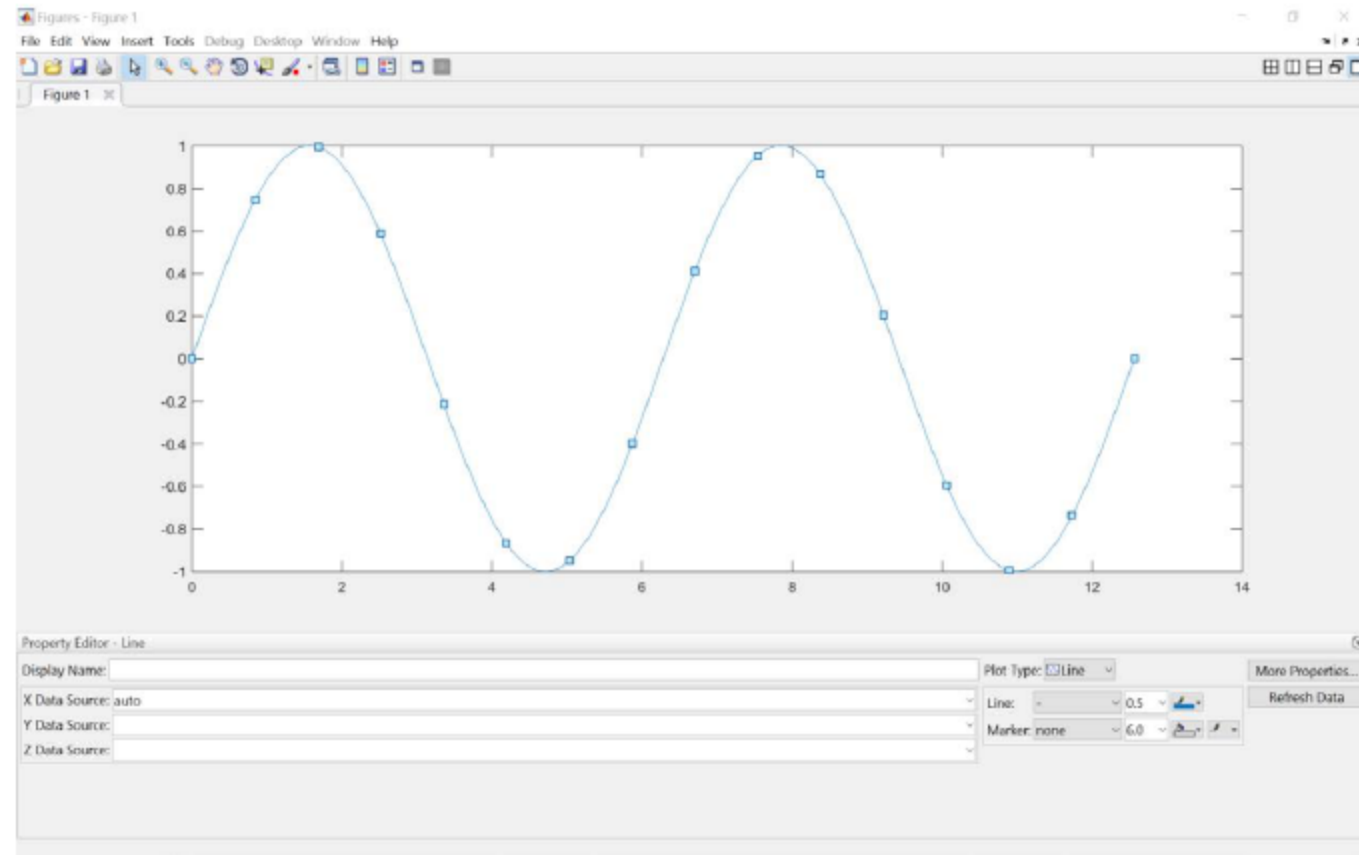 Figures - Figure 1
File Edit View Insert Tools Debug Desktop Window Help
Figure 1
1
0.8
0.6
0.4
0.2
0
-0.2
-0.4
-0.6
-0.8
-1
0 2 4 6 8 10 12 14
Property Editor - Line
Display Name: Plot Type: Line More Properties...
X Data Source: auto Line: - 0.5 Refresh Data
Y Data Source: Marker: none 6.0
Z Data Source: